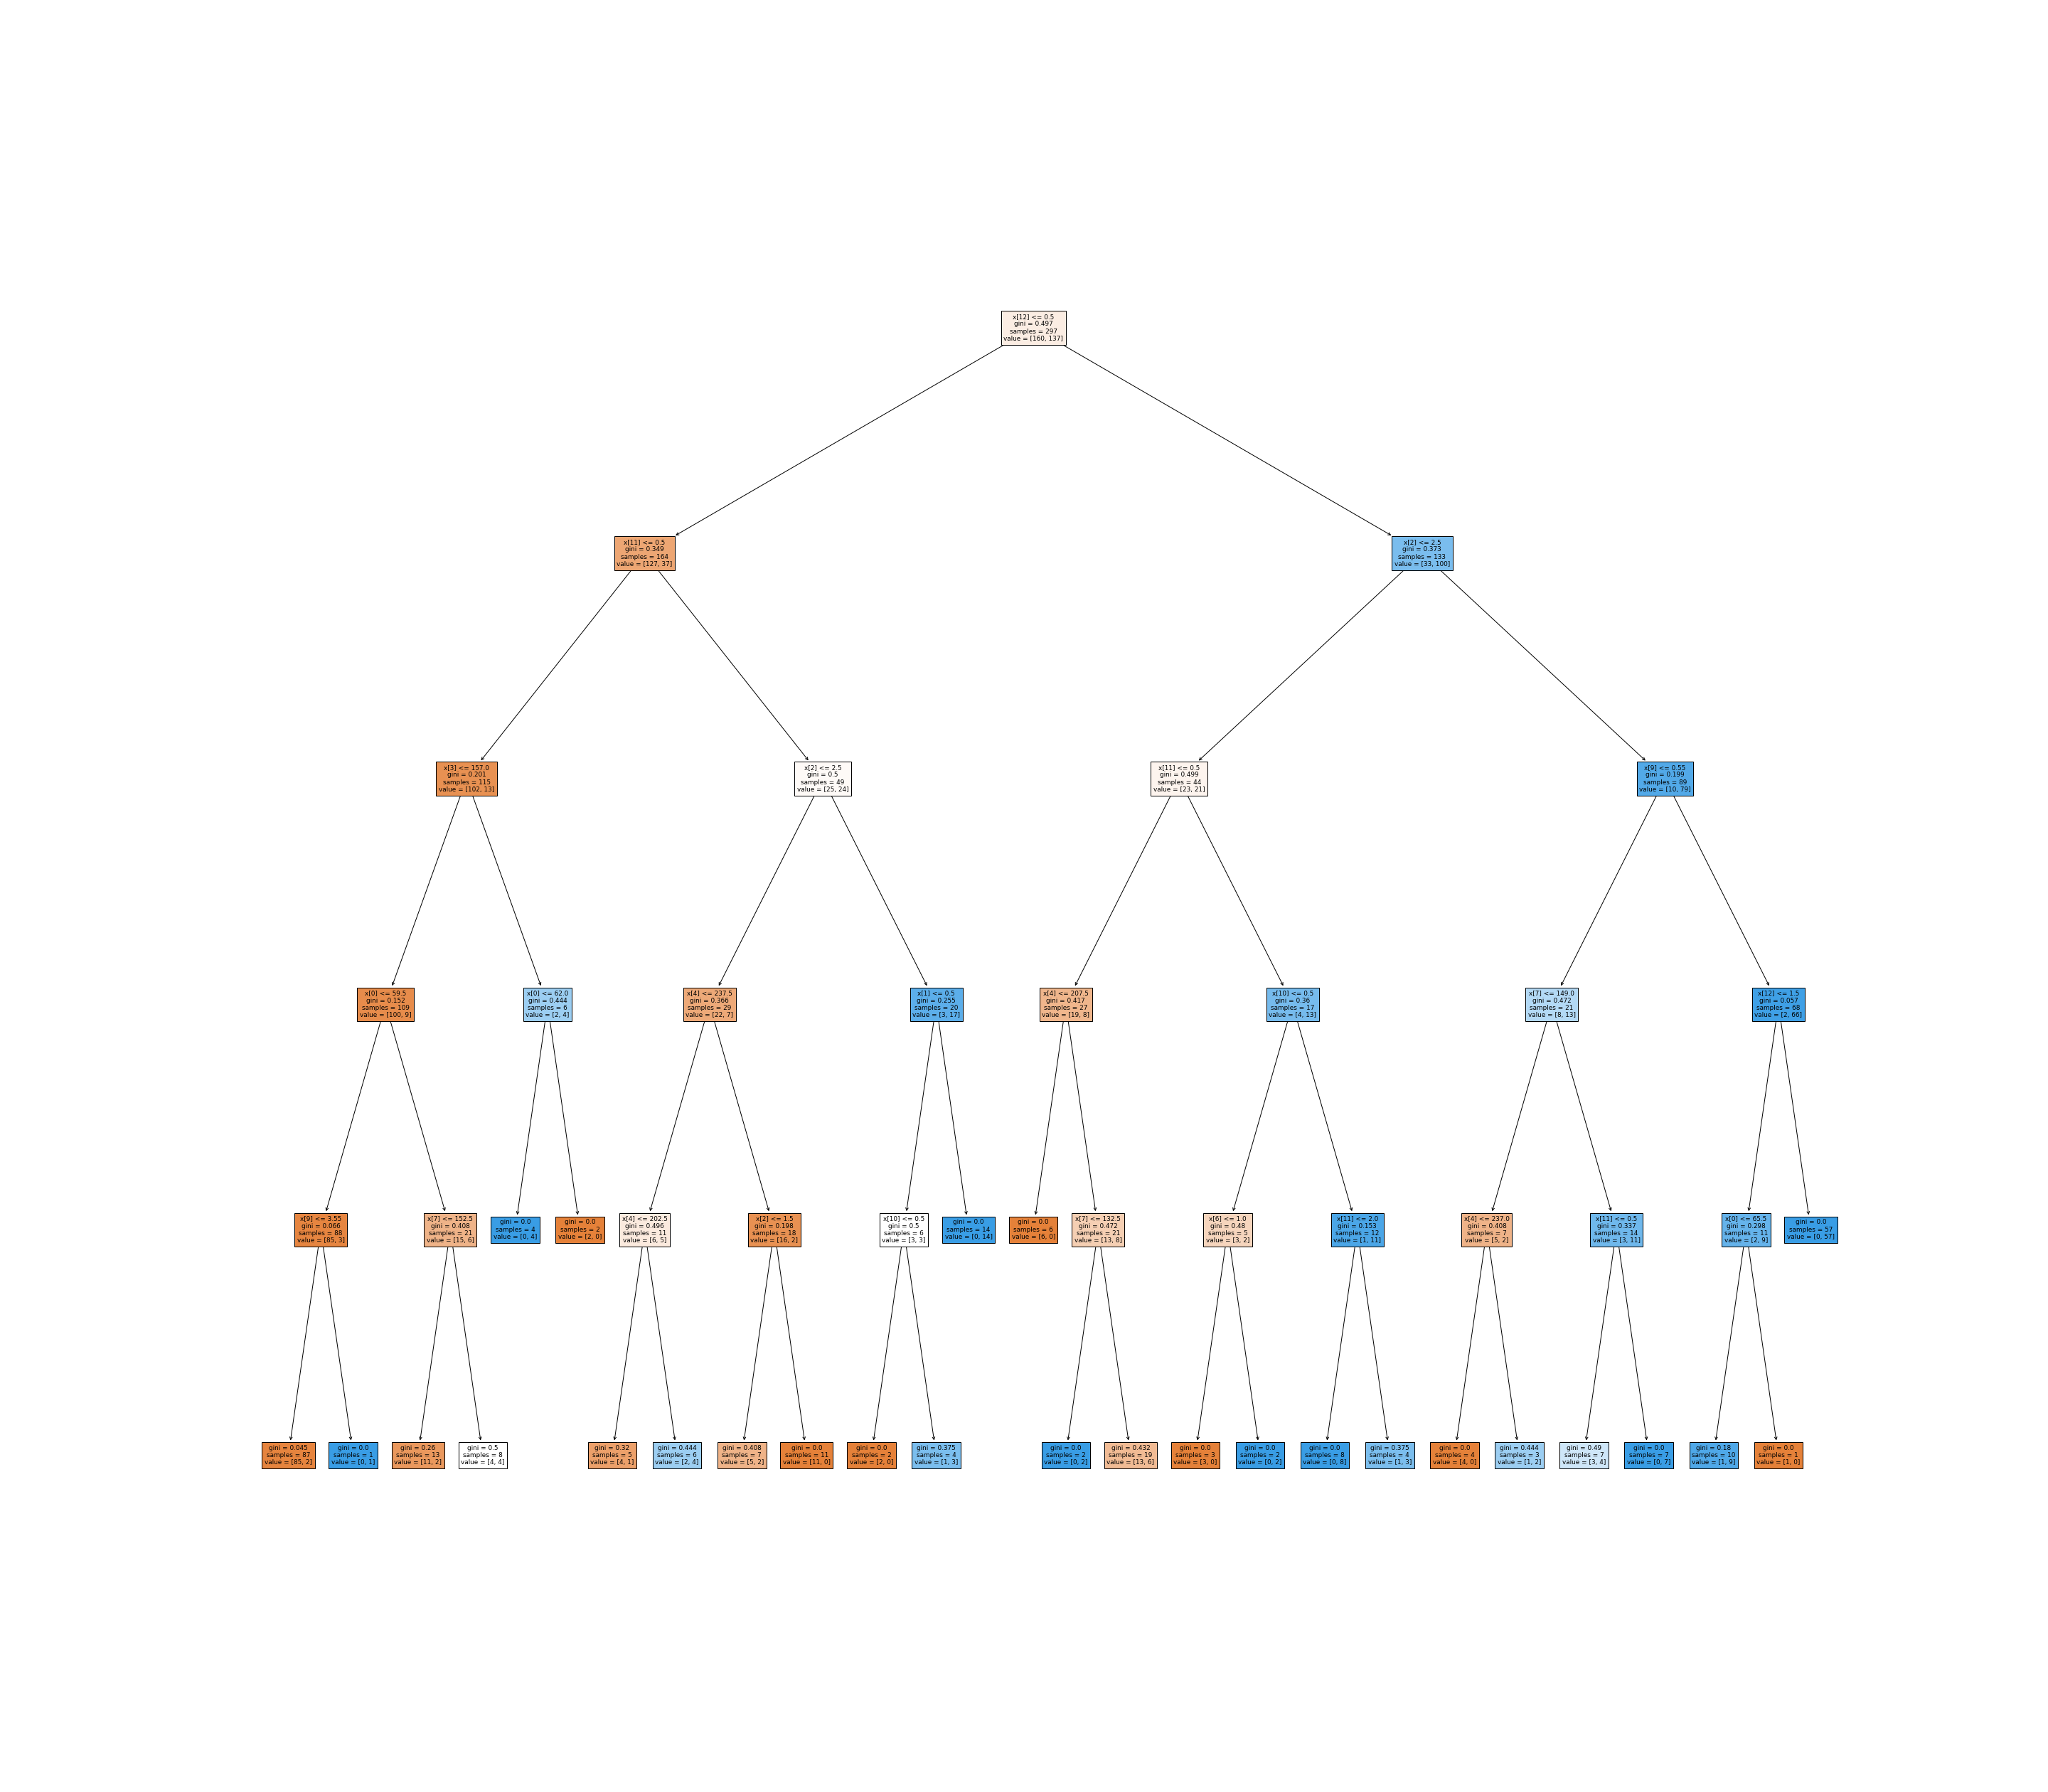 x[12] <= 0.5
gini = 0.497
samples = 297
value = [160, 137]
x[11] <= 0.5
gini = 0.349
samples = 164
value = [127, 37]
x[2] <= 2.5
gini = 0.373
samples = 133
value = [33, 100]
x[3] <= 157.0
gini = 0.201
samples = 115
value = [102, 13]
x[2] <= 2.5
gini = 0.5
samples = 49
value = [25, 24]
x[11] <= 0.5
gini = 0.499
samples = 44
value = [23, 21]
x[9] <= 0.55
gini = 0.199
samples = 89
value = [10, 79]
x[0] <= 59.5
gini = 0.152
samples = 109
value = [100, 9]
x[0] <= 62.0
gini = 0.444
samples = 6
value = [2, 4]
x[4] <= 237.5
gini = 0.366
samples = 29
value = [22, 7]
x[1] <= 0.5
gini = 0.255
samples = 20
value = [3, 17]
x[4] <= 207.5
gini = 0.417
samples = 27
value = [19, 8]
x[10] <= 0.5
gini = 0.36
samples = 17
value = [4, 13]
x[7] <= 149.0
gini = 0.472
samples = 21
value = [8, 13]
x[12] <= 1.5
gini = 0.057
samples = 68
value = [2, 66]
x[9] <= 3.55
gini = 0.066
samples = 88
value = [85, 3]
x[7] <= 152.5
gini = 0.408
samples = 21
value = [15, 6]
gini = 0.0
samples = 4
value = [0, 4]
gini = 0.0
samples = 2
value = [2, 0]
x[4] <= 202.5
gini = 0.496
samples = 11
value = [6, 5]
x[2] <= 1.5
gini = 0.198
samples = 18
value = [16, 2]
x[10] <= 0.5
gini = 0.5
samples = 6
value = [3, 3]
gini = 0.0
samples = 14
value = [0, 14]
gini = 0.0
samples = 6
value = [6, 0]
x[7] <= 132.5
gini = 0.472
samples = 21
value = [13, 8]
x[6] <= 1.0
gini = 0.48
samples = 5
value = [3, 2]
x[11] <= 2.0
gini = 0.153
samples = 12
value = [1, 11]
x[4] <= 237.0
gini = 0.408
samples = 7
value = [5, 2]
x[11] <= 0.5
gini = 0.337
samples = 14
value = [3, 11]
x[0] <= 65.5
gini = 0.298
samples = 11
value = [2, 9]
gini = 0.0
samples = 57
value = [0, 57]
gini = 0.045
samples = 87
value = [85, 2]
gini = 0.0
samples = 1
value = [0, 1]
gini = 0.26
samples = 13
value = [11, 2]
gini = 0.5
samples = 8
value = [4, 4]
gini = 0.32
samples = 5
value = [4, 1]
gini = 0.444
samples = 6
value = [2, 4]
gini = 0.408
samples = 7
value = [5, 2]
gini = 0.0
samples = 11
value = [11, 0]
gini = 0.0
samples = 2
value = [2, 0]
gini = 0.375
samples = 4
value = [1, 3]
gini = 0.0
samples = 2
value = [0, 2]
gini = 0.432
samples = 19
value = [13, 6]
gini = 0.0
samples = 3
value = [3, 0]
gini = 0.0
samples = 2
value = [0, 2]
gini = 0.0
samples = 8
value = [0, 8]
gini = 0.375
samples = 4
value = [1, 3]
gini = 0.0
samples = 4
value = [4, 0]
gini = 0.444
samples = 3
value = [1, 2]
gini = 0.49
samples = 7
value = [3, 4]
gini = 0.0
samples = 7
value = [0, 7]
gini = 0.18
samples = 10
value = [1, 9]
gini = 0.0
samples = 1
value = [1, 0]